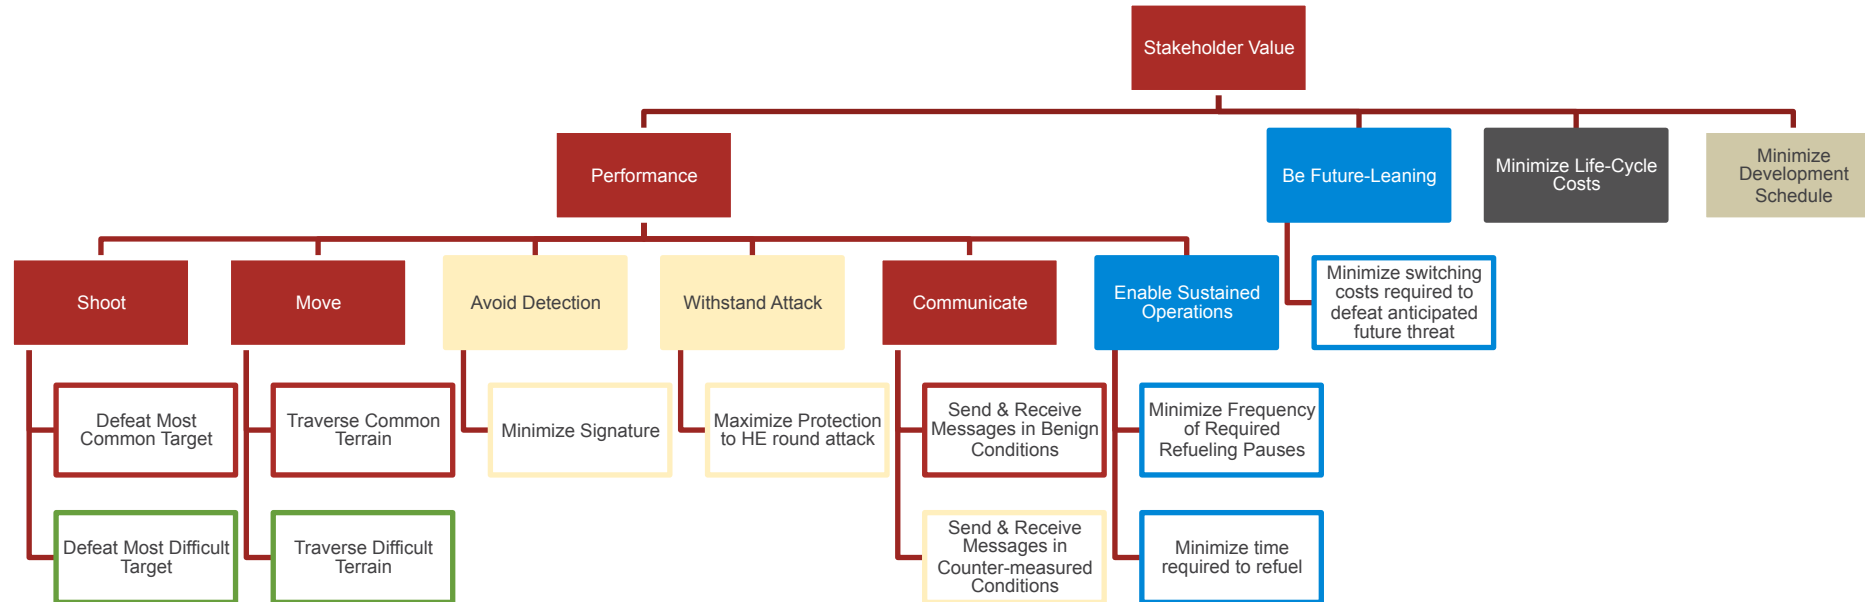 Stakeholder Value
Performance
Be Future-Leaning
Minimize Life-Cycle
Costs
Minimize
Development
Schedule
Shoot
Move
Avoid Detection
Withstand Attack
Communicate
Enable Sustained
Operations
Minimize switching
costs required to
defeat anticipated
future threat
Defeat Most
Common Target
Traverse Common
Terrain
Minimize Signature
Maximize Protection
to HE round attack
Send & Receive
Messages in Benign
Conditions
Minimize Frequency
of Required
Refueling Pauses
Defeat Most Difficult
Target
Traverse Difficult
Terrain
Send & Receive
Messages in
Counter-measured
Conditions
Minimize time
required to refuel